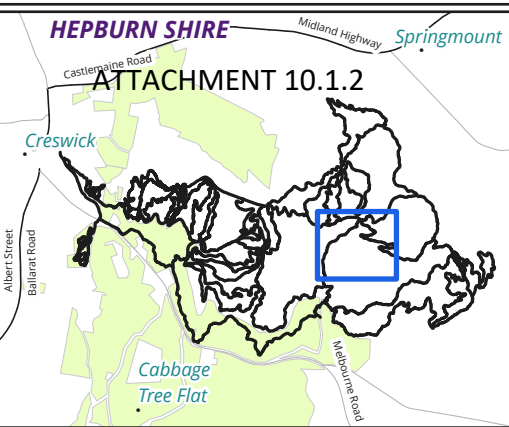 HEPBURN SHIRE
Midland Highway
Springmount
Castlemaine Road
ATTACHMENT 10.1.2
Creswick
Albert Street
Ballarat Road
Cabbage
Tree Flat
Melbourne Road